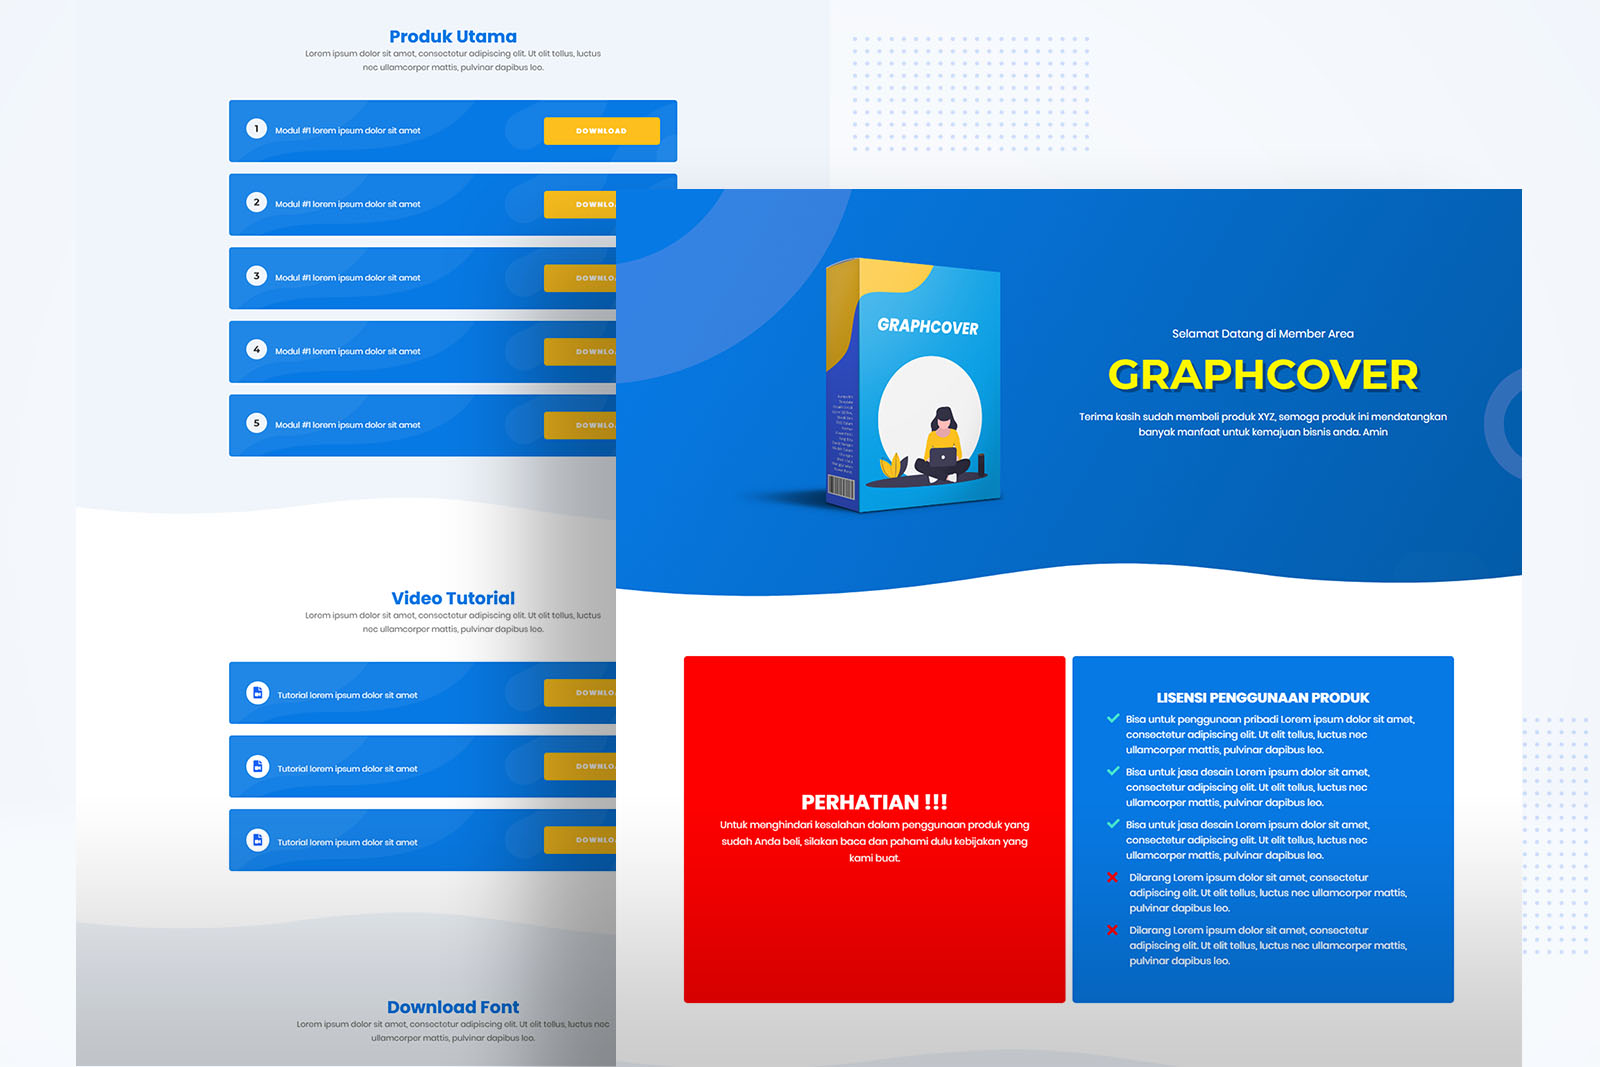 Produk Utama
Lorem ipsum dolor sit amet, consectetur adipiscing elit. Ut elit tellus, luctus
nec ullamcorper mattis, pulvinar dapibus leo.
1 Modul #1 lorem ipsum dolor sit amet DOWNLOAD
2 Modul #1 lorem ipsum dolor sit amet DOWNLO
3 Modul #1 lorem ipsum dolor sit amet DOWNLO
4 Modul #1 lorem ipsum dolor sit amet DOWNLO
5 Modul #1 lorem ipsum dolor sit amet DOWNLO
Video Tutorial
Lorem ipsum dolor sit amet, consectetur adipiscing elit. Ut elit tellus, luctus
nec ullamcorper mattis, pulvinar dapibus leo.
Tutorial lorem ipsum dolor sit amet DOWNLO
Tutorial lorem ipsum dolor sit amet DOWNLO
Tutorial lorem ipsum dolor sit amet DOWNLO
Download Font
Lorem ipsum dolor sit amet, consectetur adipiscing elit. Ut elit tellus, luctus nec
ullamcorper mattis, pulvinar dapibus leo.
GRAPHCOVER
Selamat Datang di Member Area
GRAPHCOVER
Terima kasih sudah membeli produk XYZ, semoga produk ini mendatangkan
banyak manfaat untuk kemajuan bisnis anda. Amin
PERHATIAN !!!
Untuk menghindari kesalahan dalam penggunaan produk yang
sudah Anda beli, silakan baca dan pahami dulu kebijakan yang
kami buat.
LISENSI PENGGUNAAN PRODUK
Bisa untuk penggunaan pribadi Lorem ipsum dolor sit amet,
consectetur adipiscing elit. Ut elit tellus, luctus nec
ullamcorper mattis, pulvinar dapibus leo.
Bisa untuk jasa desain Lorem ipsum dolor sit amet,
consectetur adipiscing elit. Ut elit tellus, luctus nec
ullamcorper mattis, pulvinar dapibus leo.
Bisa untuk jasa desain Lorem ipsum dolor sit amet,
consectetur adipiscing elit. Ut elit tellus, luctus nec
ullamcorper mattis, pulvinar dapibus leo.
Dilarang Lorem ipsum dolor sit amet, consectetur
adipiscing elit. Ut elit tellus, luctus nec ullamcorper mattis,
pulvinar dapibus leo.
Dilarang Lorem ipsum dolor sit amet, consectetur
adipiscing elit. Ut elit tellus, luctus nec ullamcorper mattis,
pulvinar dapibus leo.